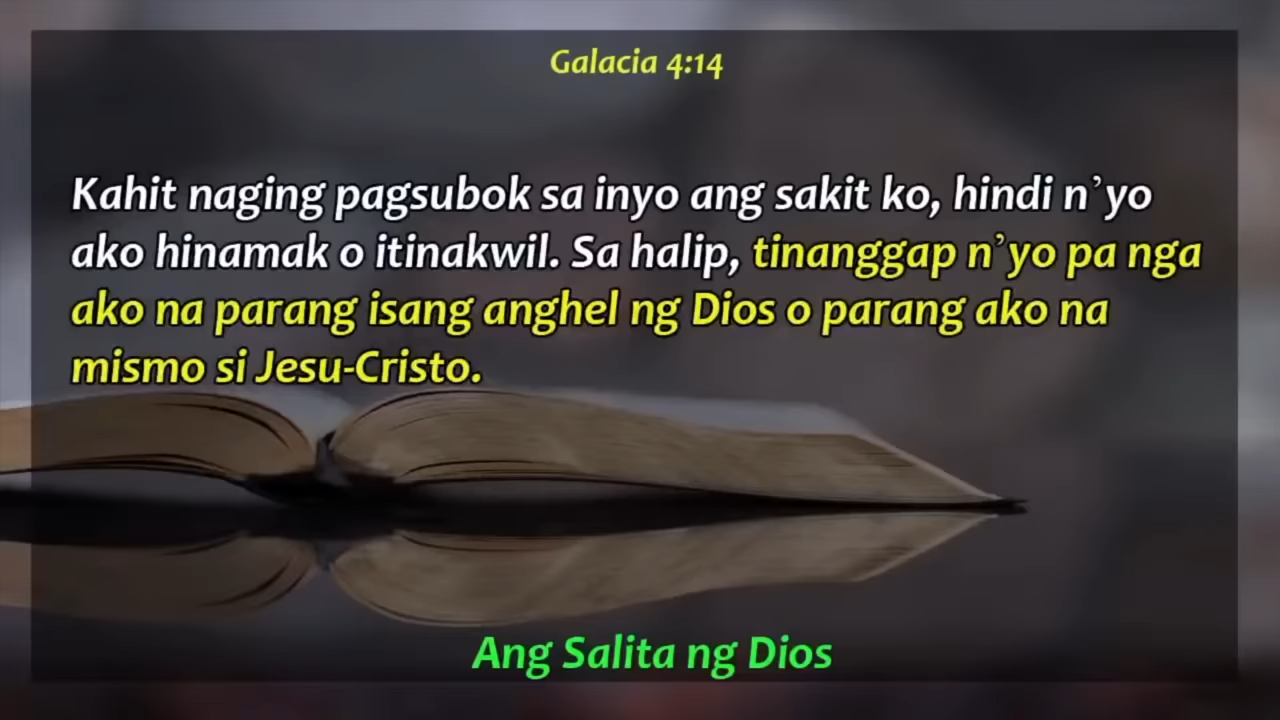 Galacia 4:14
Kahit naging pagsubok sa inyo ang sakit ko, hindi n'yo
ako hinamak o itinakwil. Sa halip, tinanggap n'yo pa nga
ako na parang isang anghel ng Dios o parang ako na
mismo si Jesu-Cristo.
Ang Salita ng Dios